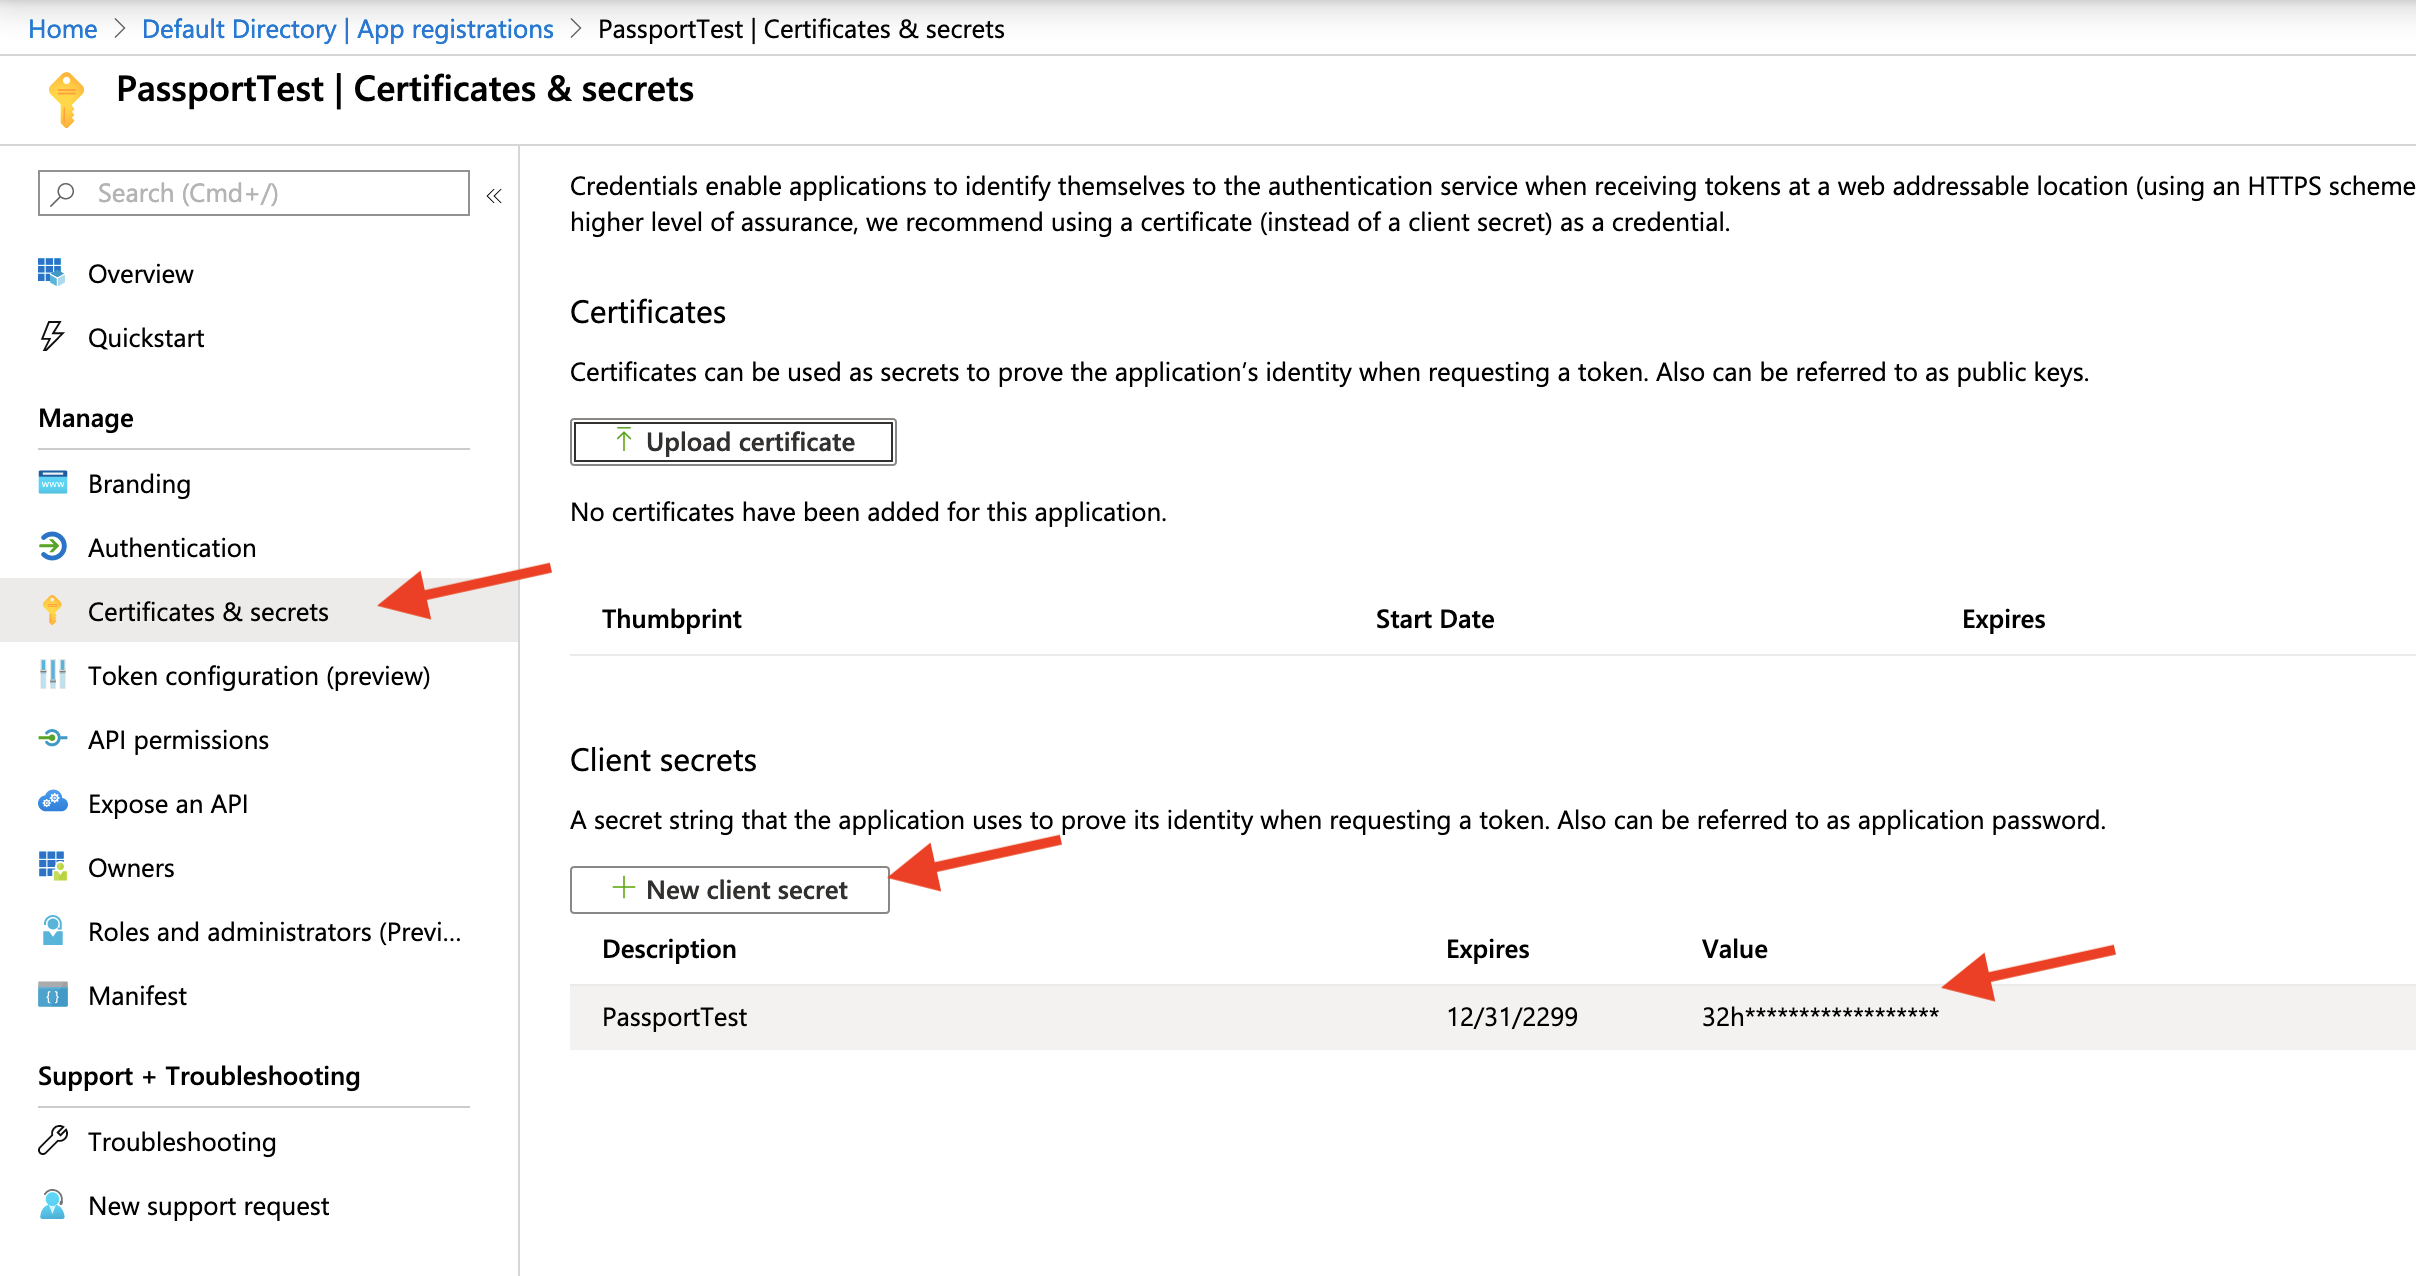 Home > Default Directory | App registrations > PassportTest | Certificates & secrets
PassportTest | Certificates & secrets
Search (Cmd+/)
«
Overview
Quickstart
Manage
Branding
Authentication
Certificates & secrets
Token configuration (preview)
API permissions
Expose an API
Owners
Roles and administrators (Previ...
Manifest
Support + Troubleshooting
Troubleshooting
New support request
Credentials enable applications to identify themselves to the authentication service when receiving tokens at a web addressable location (using an HTTPS scheme
higher level of assurance, we recommend using a certificate (instead of a client secret) as a credential.
Certificates
Certificates can be used as secrets to prove the application’s identity when requesting a token. Also can be referred to as public keys.
Upload certificate
No certificates have been added for this application.
Thumbprint Start Date Expires
Client secrets
A secret string that the application uses to prove its identity when requesting a token. Also can be referred to as application password.
New client secret
Description Expires Value
PassportTest 12/31/2299 32h******************